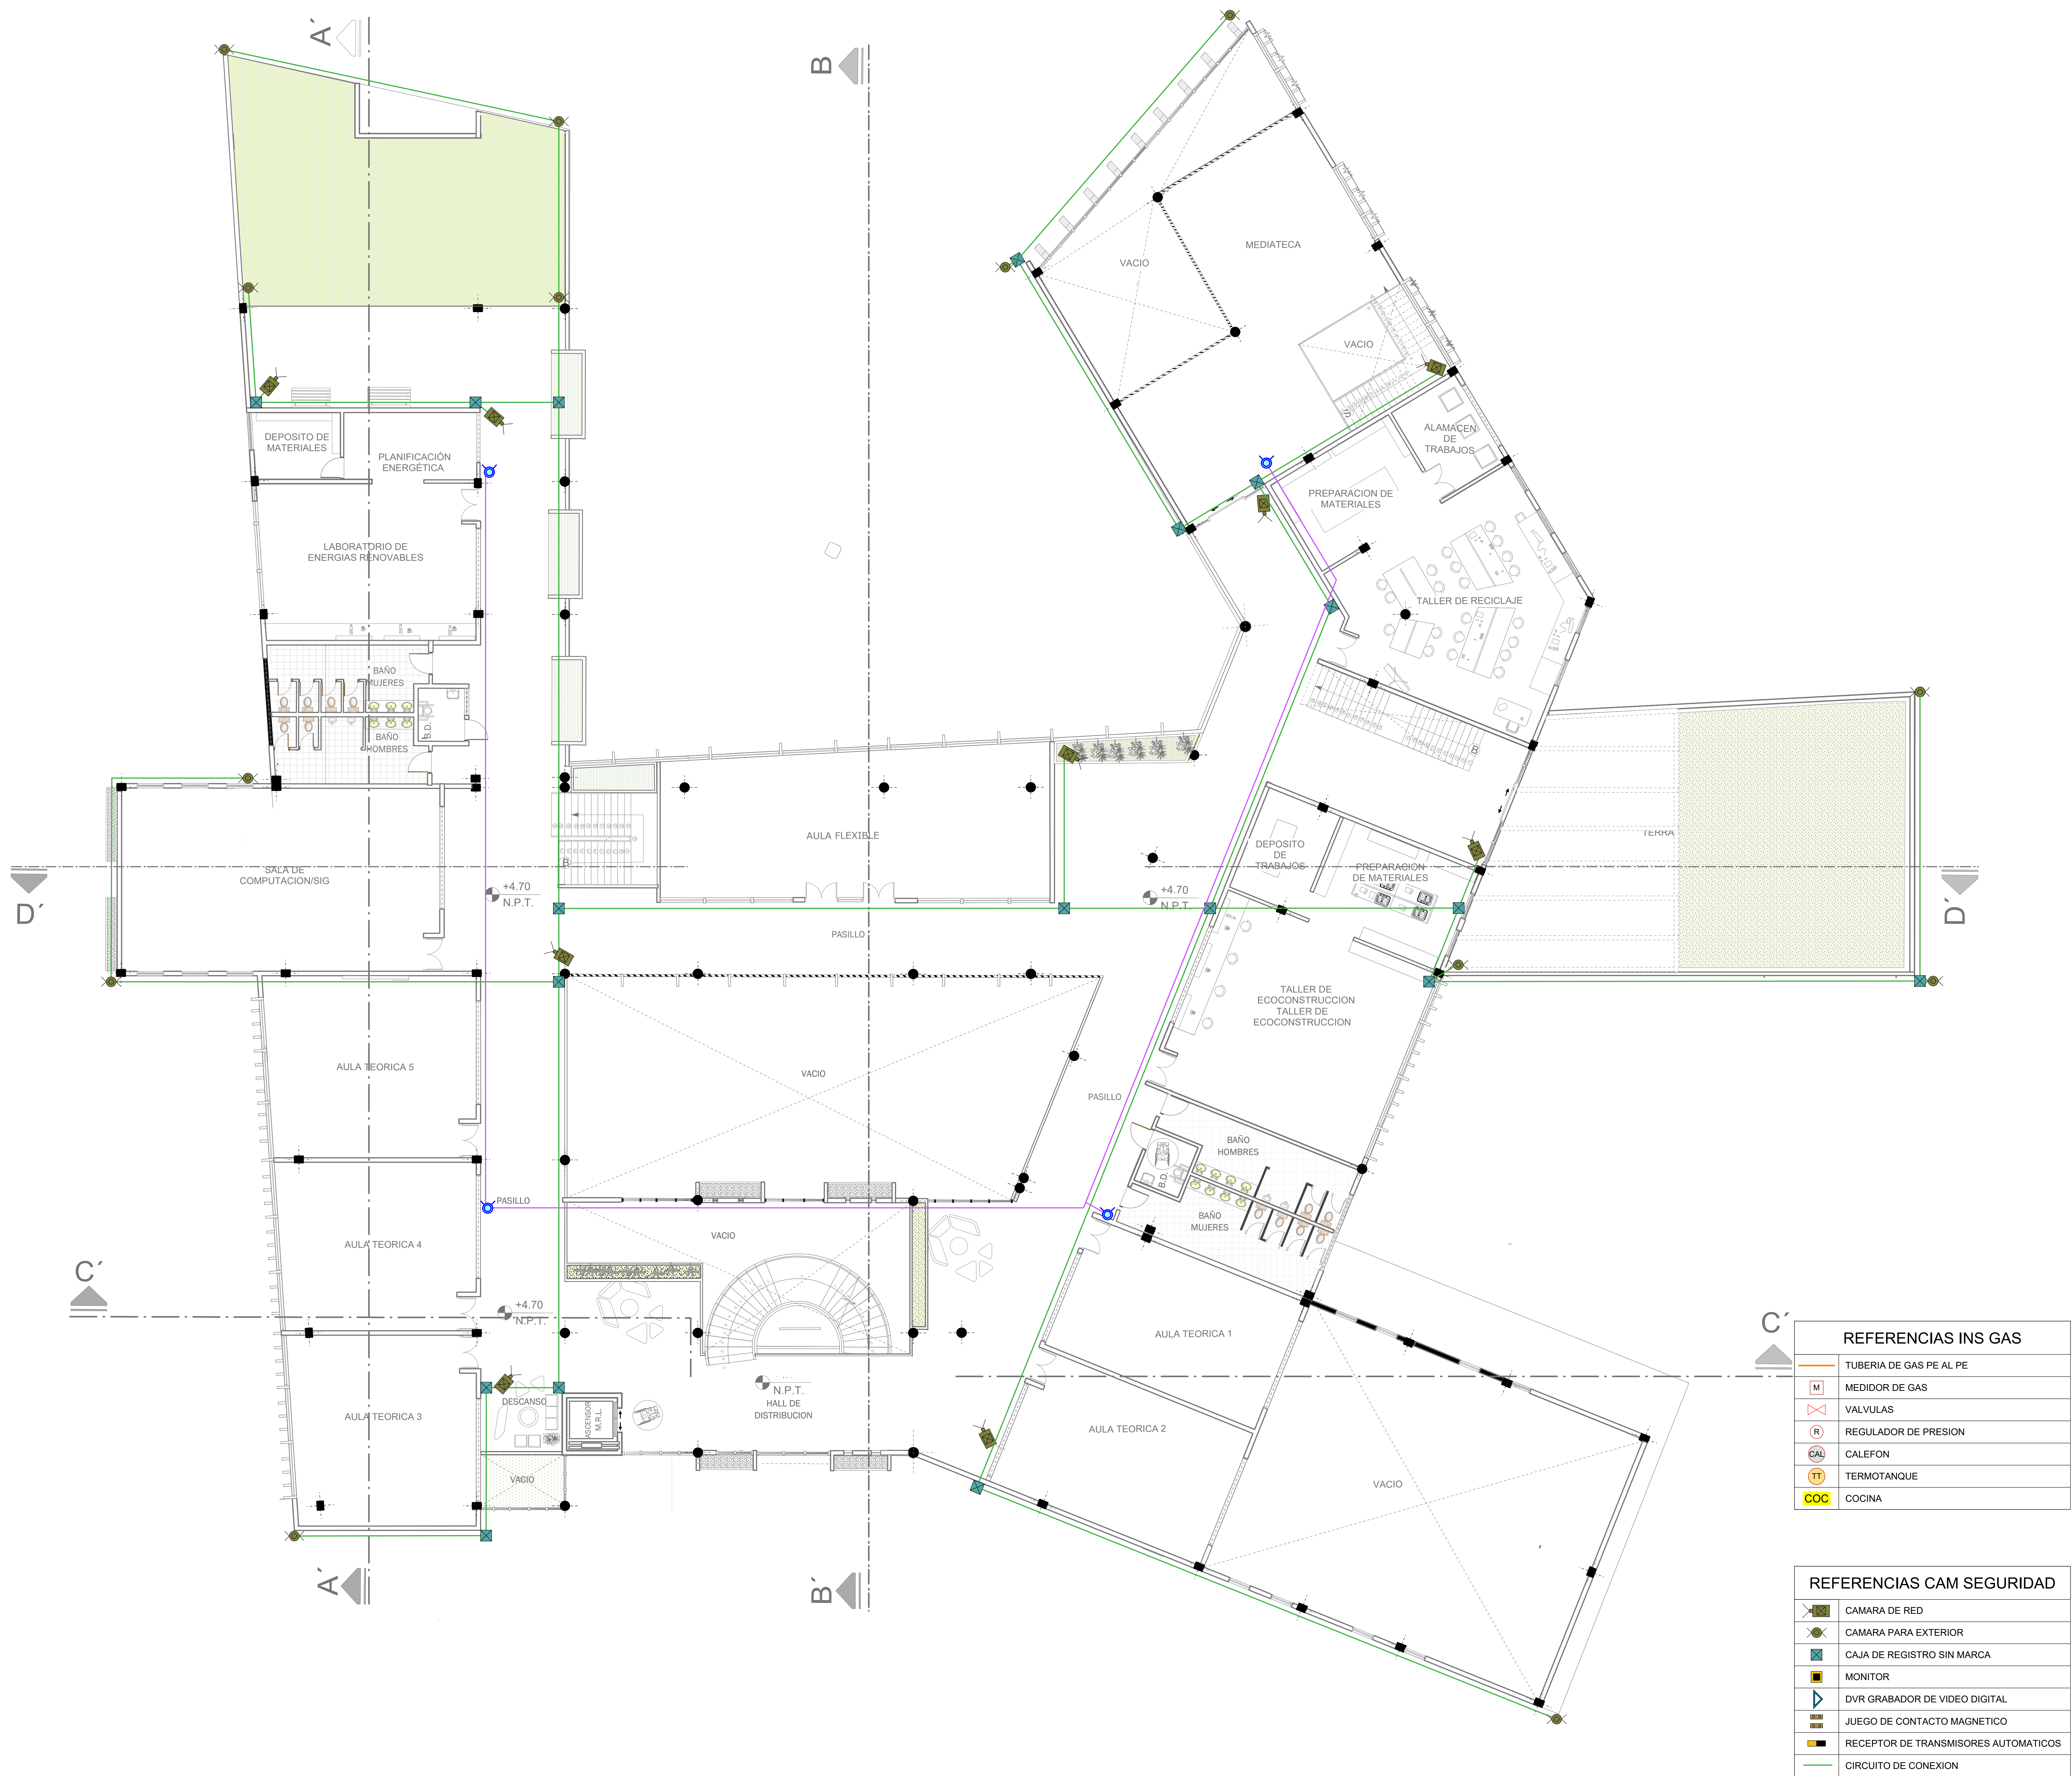 A´
B
MEDIATECA
VACIO
VACIO
S
DEPOSITO DE
MATERIALES
PLANIFICACIÓN
ENERGÉTICA
ALAMACEN
DE
TRABAJOS
PREPARACION DE
MATERIALES
LABORATORIO DE
ENERGIAS RENOVABLES
TALLER DE RECICLAJE
BAÑO
MUJERES
B.D.
BAÑO
HOMBRES
B
AULA FLEXIBLE
B
DEPOSITO
DE
TRABAJOS
PREPARACION
DE MATERIALES
TERRA
SALA DE
COMPUTACION/SIG
+4.70
N.P.T.
+4.70
N.P.T.
D´
D´
PASILLO
TALLER DE
ECOCONSTRUCCION
TALLER DE
ECOCONSTRUCCION
AULA TEORICA 5
VACIO
PASILLO
BAÑO
HOMBRES
B.D.
BAÑO
MUJERES
PASILLO
VACIO
AULA TEORICA 4
C´
+4.70
N.P.T.
C´
AULA TEORICA 1
N.P.T.
HALL DE
DISTRIBUCION
DESCANSO
ASCENSOR
M.R.L.
AULA TEORICA 3
AULA TEORICA 2
VACIO
VACIO
A´
B´
REFERENCIAS INS GAS
TUBERIA DE GAS PE AL PE
M MEDIDOR DE GAS
VALVULAS
R REGULADOR DE PRESION
CAL CALEFON
TT TERMOTANQUE
COC COCINA
REFERENCIAS CAM SEGURIDAD
CAMARA DE RED
CAMARA PARA EXTERIOR
CAJA DE REGISTRO SIN MARCA
MONITOR
DVR GRABADOR DE VIDEO DIGITAL
JUEGO DE CONTACTO MAGNETICO
RECEPTOR DE TRANSMISORES AUTOMATICOS
CIRCUITO DE CONEXION